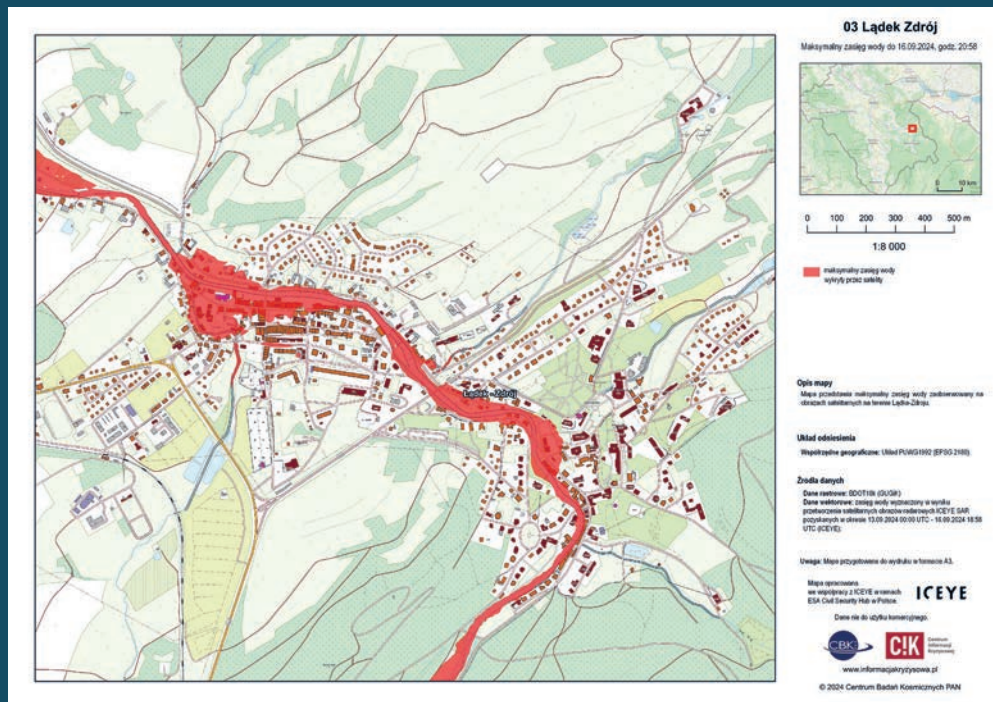 03 Lądek Zdrój
Maksymalny zasięg wody do 16.09.2024, godz. 20:58
0 10 km
0 100 200 300 400 500 m
1:8 000
maksymalny zasięg wody
wykryty przez satelity
Lądek - Zdrój
Opis mapy
Mapa przedstawia maksymalny zasięg wody zaobserwowany na
obrazach satelitarnych na terenie Lądka-Zdroju.
Układ odniesienia
Współrzędne geograficzne: Układ PUWG1992 (EPSG 2180).
Źródła danych
Dane rastrowe: BDOT10k (GUGiK)
Dane wektorowe: zasięg wody wyznaczony w wyniku
przetworzenia satelitarnych obrazów radarowych ICEYE SAR
pozyskanych w okresie 13.09.2024 00:00 UTC - 16.09.2024 18:58
UTC (ICEYE);
Uwaga: Mapa przygotowana do wydruku w formacie A3.
Mapa opracowana
we współpracy z ICEYE w ramach
ESA Civil Security Hub w Polsce.
ICEYE
Dane nie do użytku komercyjnego.
CBK
C!K
Centrum
Informacji
Kryzysowej
www.informacjakryzysowa.pl
© 2024 Centrum Badań Kosmicznych PAN